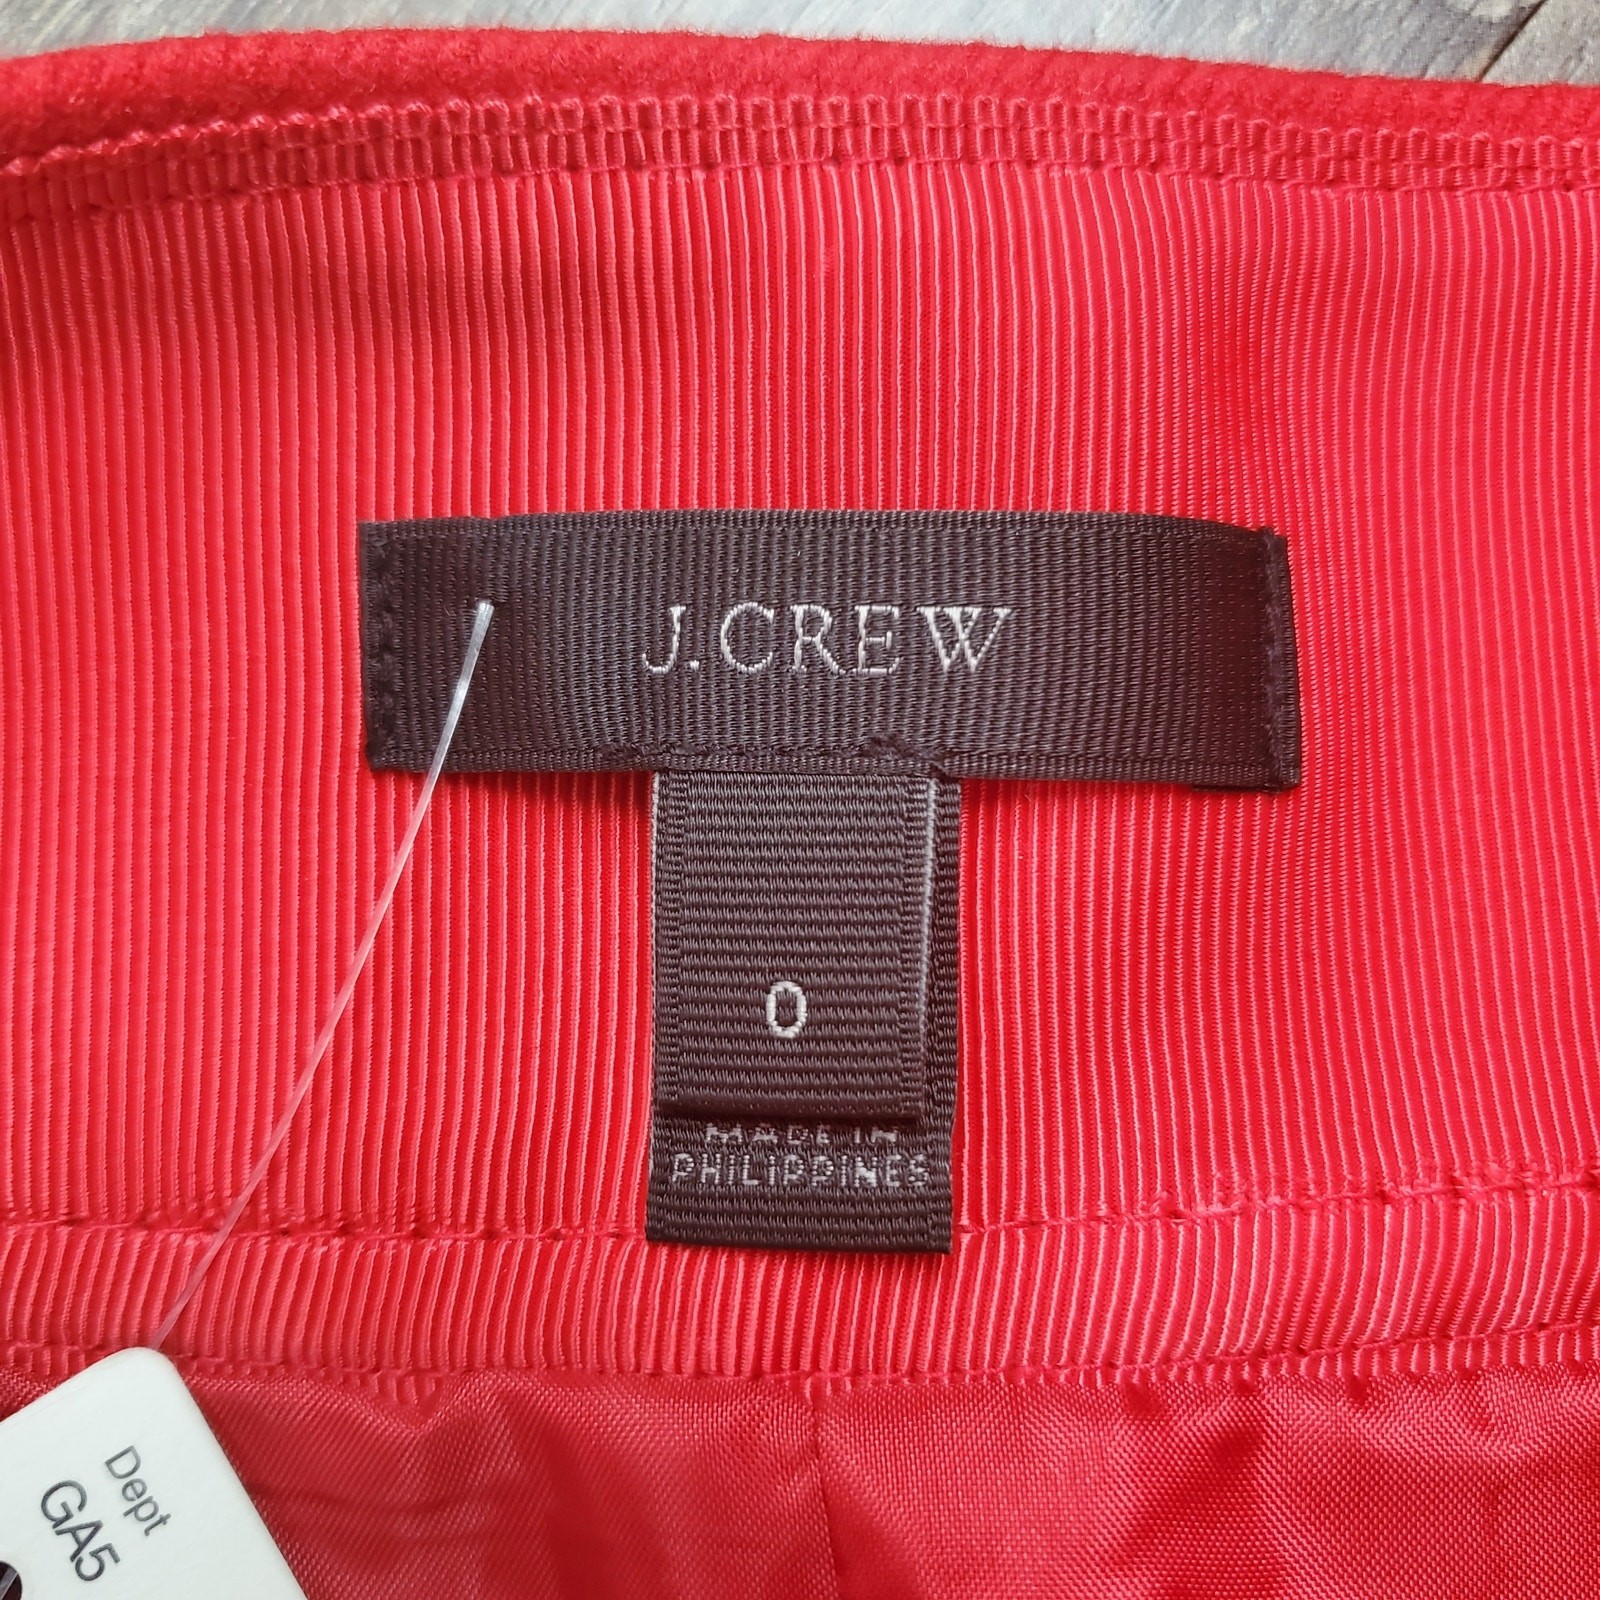 J.CREW
0
MADE IN
PHILIPPINES
Dept
GA5